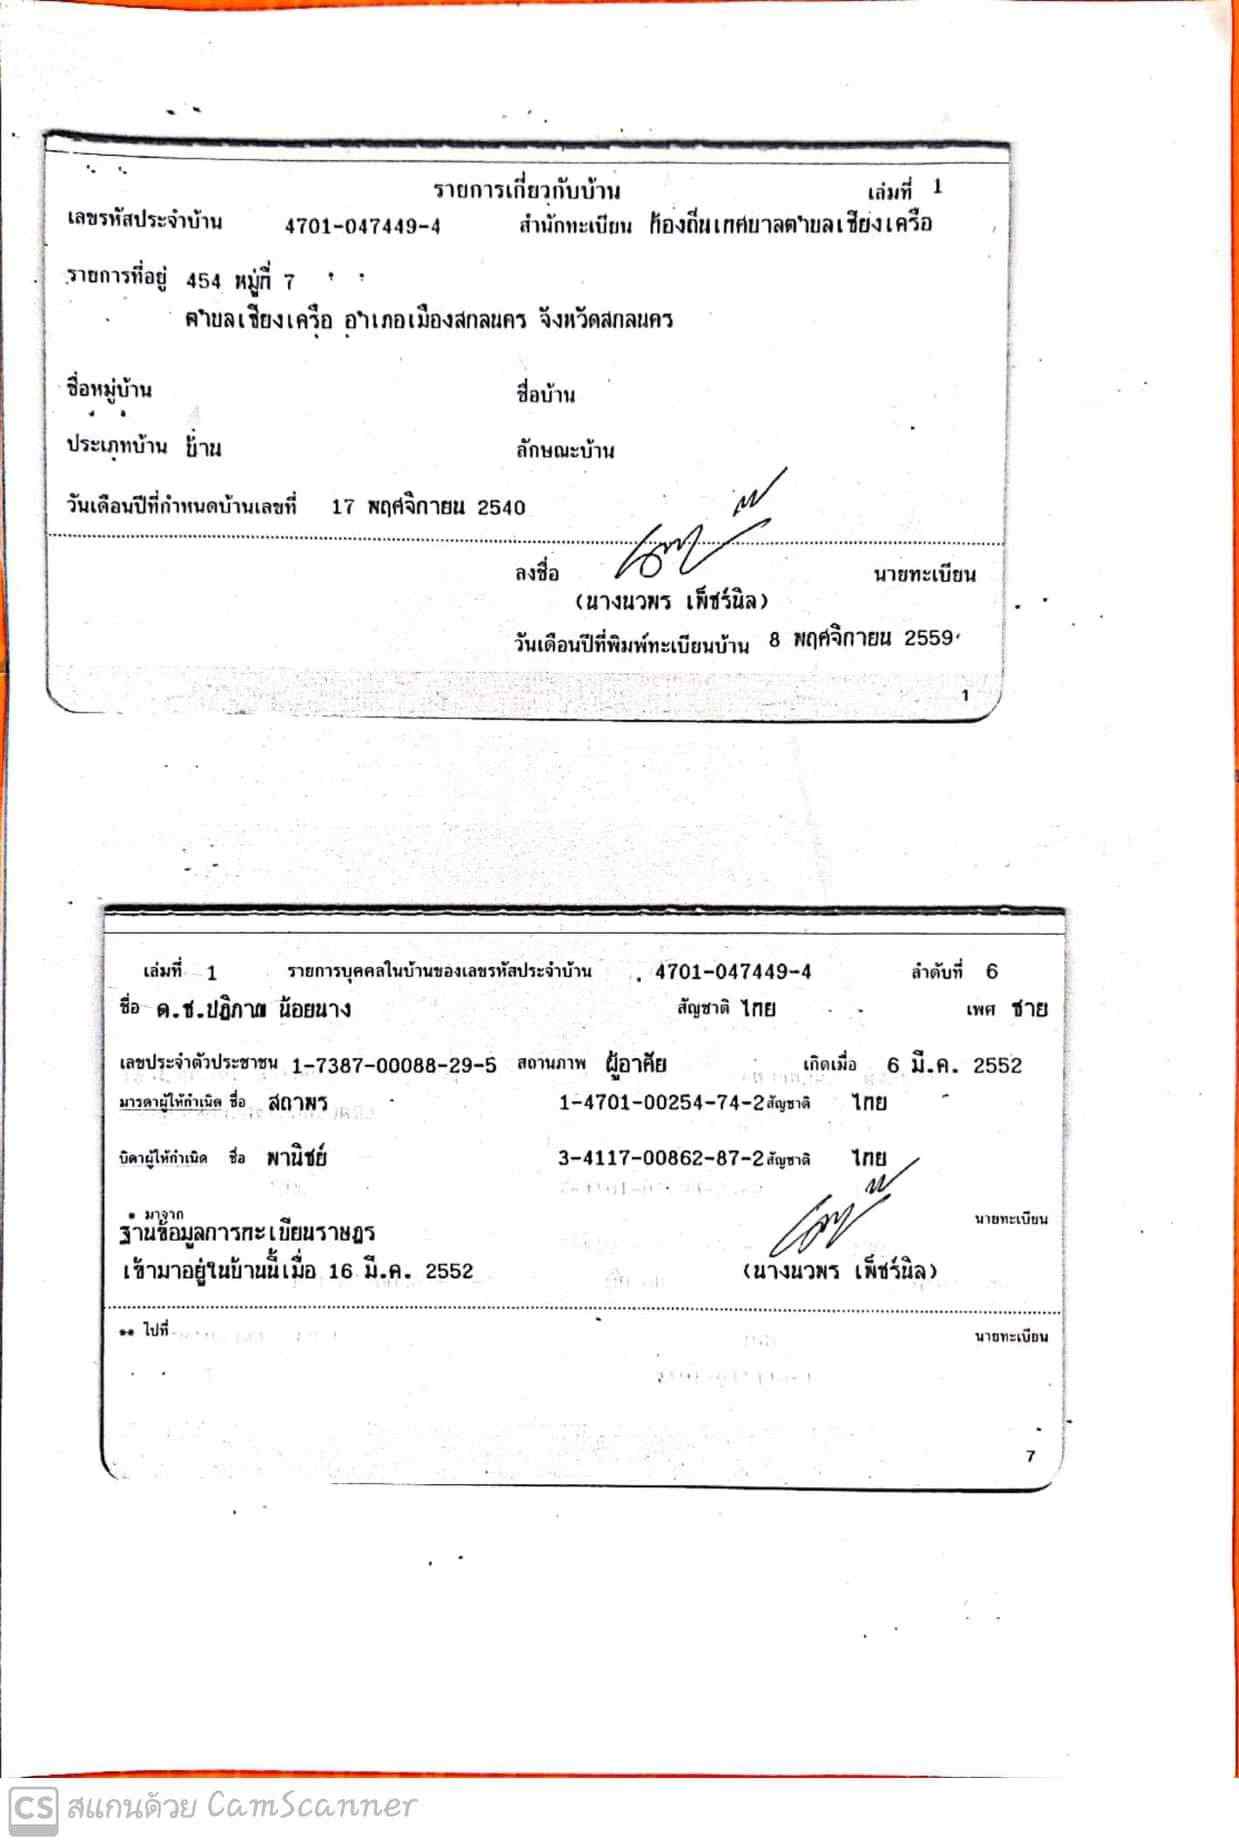 รายการเกี่ยวกับบ้าน เล่มที่ 1
เลขรหัสประจำบ้าน 4701-047449-4 สำนักทะเบียน ท้องถิ่นเทศบาลตำบลเชียงเครือ
รายการที่อยู่ 454 หมู่ที่ 7
ตำบลเชียงเครือ อำเภอเมืองสกลนคร จังหวัดสกลนคร
ชื่อหมู่บ้าน ชื่อบ้าน
ประเภทบ้าน บ้าน ลักษณะบ้าน
วันเดือนปีที่กำหนดบ้านเลขที่ 17 พฤศจิกายน 2540
ลงชื่อ นายทะเบียน
(นางนวพร เพ็ชร์นิล)
วันเดือนปีที่พิมพ์ทะเบียนบ้าน 8 พฤศจิกายน 2559
1
เล่มที่ 1 รายการบุคคลในบ้านของเลขรหัสประจำบ้าน 4701-047449-4 ลำดับที่ 6
ชื่อ ด.ช.ปฏิภาณ น้อยนาง สัญชาติ ไทย เพศ ชาย
เลขประจำตัวประชาชน 1-7387-00088-29-5 สถานภาพ ผู้อาศัย เกิดเมื่อ 6 มี.ค. 2552
มารดาผู้ให้กำเนิด ชื่อ สถาพร 1-4701-00254-74-2 สัญชาติ ไทย
บิดาผู้ให้กำเนิด ชื่อ พานิชย์ 3-4117-00862-87-2 สัญชาติ ไทย
* มาจาก นายทะเบียน
ฐานข้อมูลการทะเบียนราษฎร
เข้ามาอยู่ในบ้านนี้เมื่อ 16 มี.ค. 2552 (นางนวพร เพ็ชร์นิล)
** ไปที่ นายทะเบียน
7
CS สแกนด้วย CamScanner